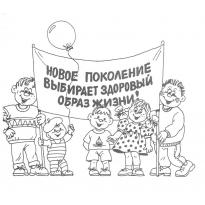 НОВОЕ ПОКОЛЕНИЕ
ВЫБИРАЕТ ЗДОРОВЫЙ
ОБРАЗ ЖИЗНИ!